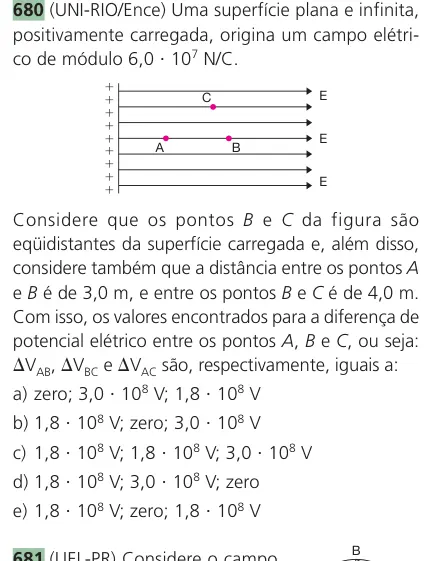 680 (UNI-RIO/Ence) Uma superfície plana e infinita,
positivamente carregada, origina um campo elétri-
co de módulo 6,0 · 10⁷ N/C.
+
+
+
+
+
+
+
+
+
C
E
A
B
E
E
Considere que os pontos B e C da figura são
eqüidistantes da superfície carregada e, além disso,
considere também que a distância entre os pontos A
e B é de 3,0 m, e entre os pontos B e C é de 4,0 m.
Com isso, os valores encontrados para a diferença de
potencial elétrico entre os pontos A, B e C, ou seja:
ΔV_AB, ΔV_BC e ΔV_AC são, respectivamente, iguais a:
a) zero; 3,0 · 10⁸ V; 1,8 · 10⁸ V
b) 1,8 · 10⁸ V; zero; 3,0 · 10⁸ V
c) 1,8 · 10⁸ V; 1,8 · 10⁸ V; 3,0 · 10⁸ V
d) 1,8 · 10⁸ V; 3,0 · 10⁸ V; zero
e) 1,8 · 10⁸ V; zero; 1,8 · 10⁸ V
B
681 (UEL-PR) Considere o campo